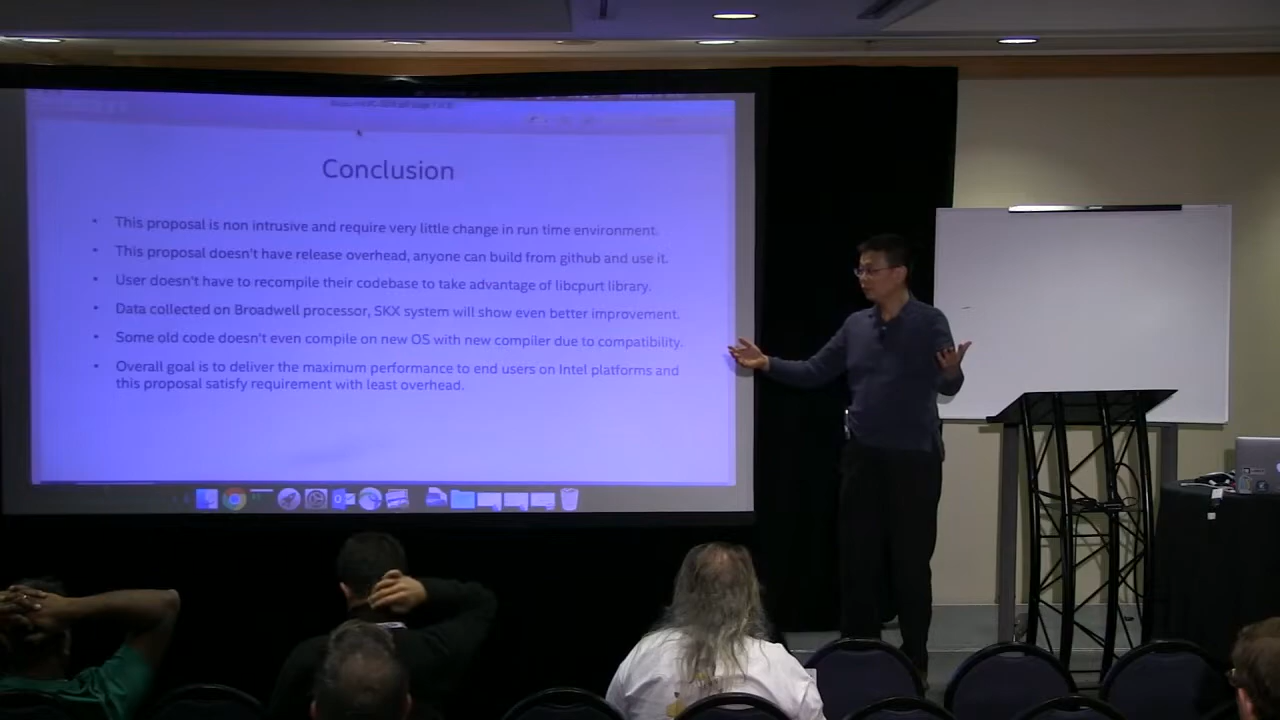 Conclusion
• This proposal is non intrusive and require very little change in run time environment.
• This proposal doesn't have release overhead, anyone can build from github and use it.
• User doesn't have to recompile their codebase to take advantage of libcpurt library.
• Data collected on Broadwell processor, SKX system will show even better improvement.
• Some old code doesn't even compile on new OS with new compiler due to compatibility.
• Overall goal is to deliver the maximum performance to end users on Intel platforms and
this proposal satisfy requirement with least overhead.